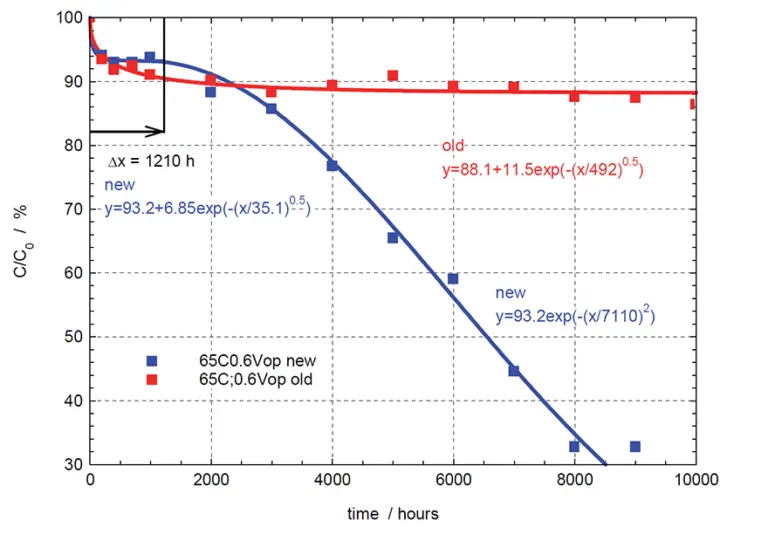 100
90
80
70
60
50
40
30
C/C0 / %
Δx = 1210 h
new
y=93.2+6.85exp(-(x/35.1)^0.5)
old
y=88.1+11.5exp(-(x/492)^0.5)
new
y=93.2exp(-(x/7110)^2)
65C0.6Vop new
65C;0.6Vop old
0 2000 4000 6000 8000 10000
time / hours